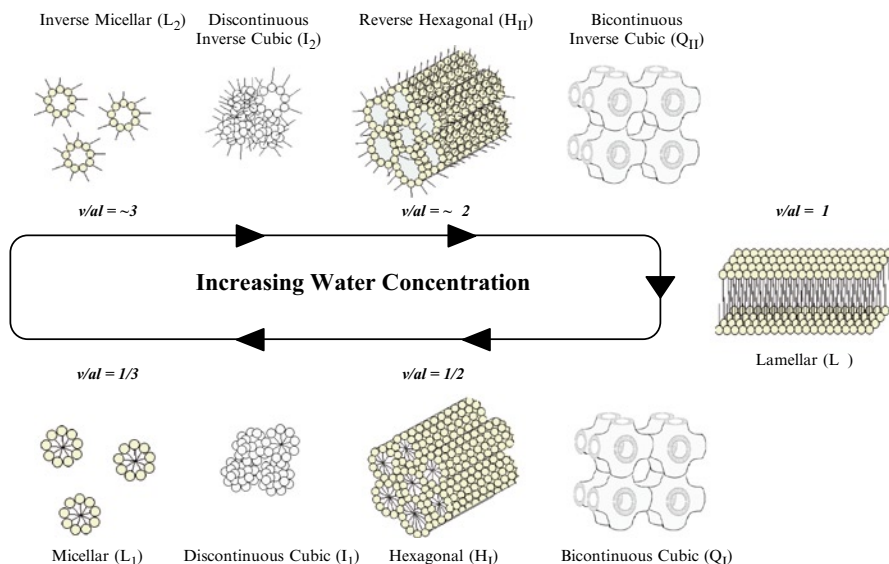 Inverse Micellar (L2)
Discontinuous
Inverse Cubic (I2)
Reverse Hexagonal (HII)
Bicontinuous
Inverse Cubic (QII)
v/al = ~3
v/al = ~ 2
v/al = 1
Increasing Water Concentration
Lamellar (L )
v/al = 1/3
v/al = 1/2
Micellar (L1)
Discontinuous Cubic (I1)
Hexagonal (HI)
Bicontinuous Cubic (QI)